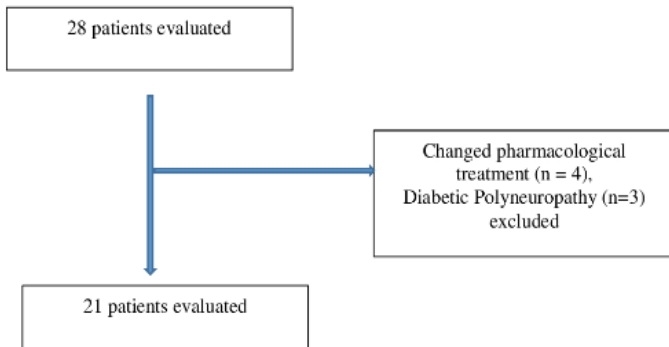 28 patients evaluated
Changed pharmacological
treatment (n = 4),
Diabetic Polyneuropathy (n=3)
excluded
21 patients evaluated